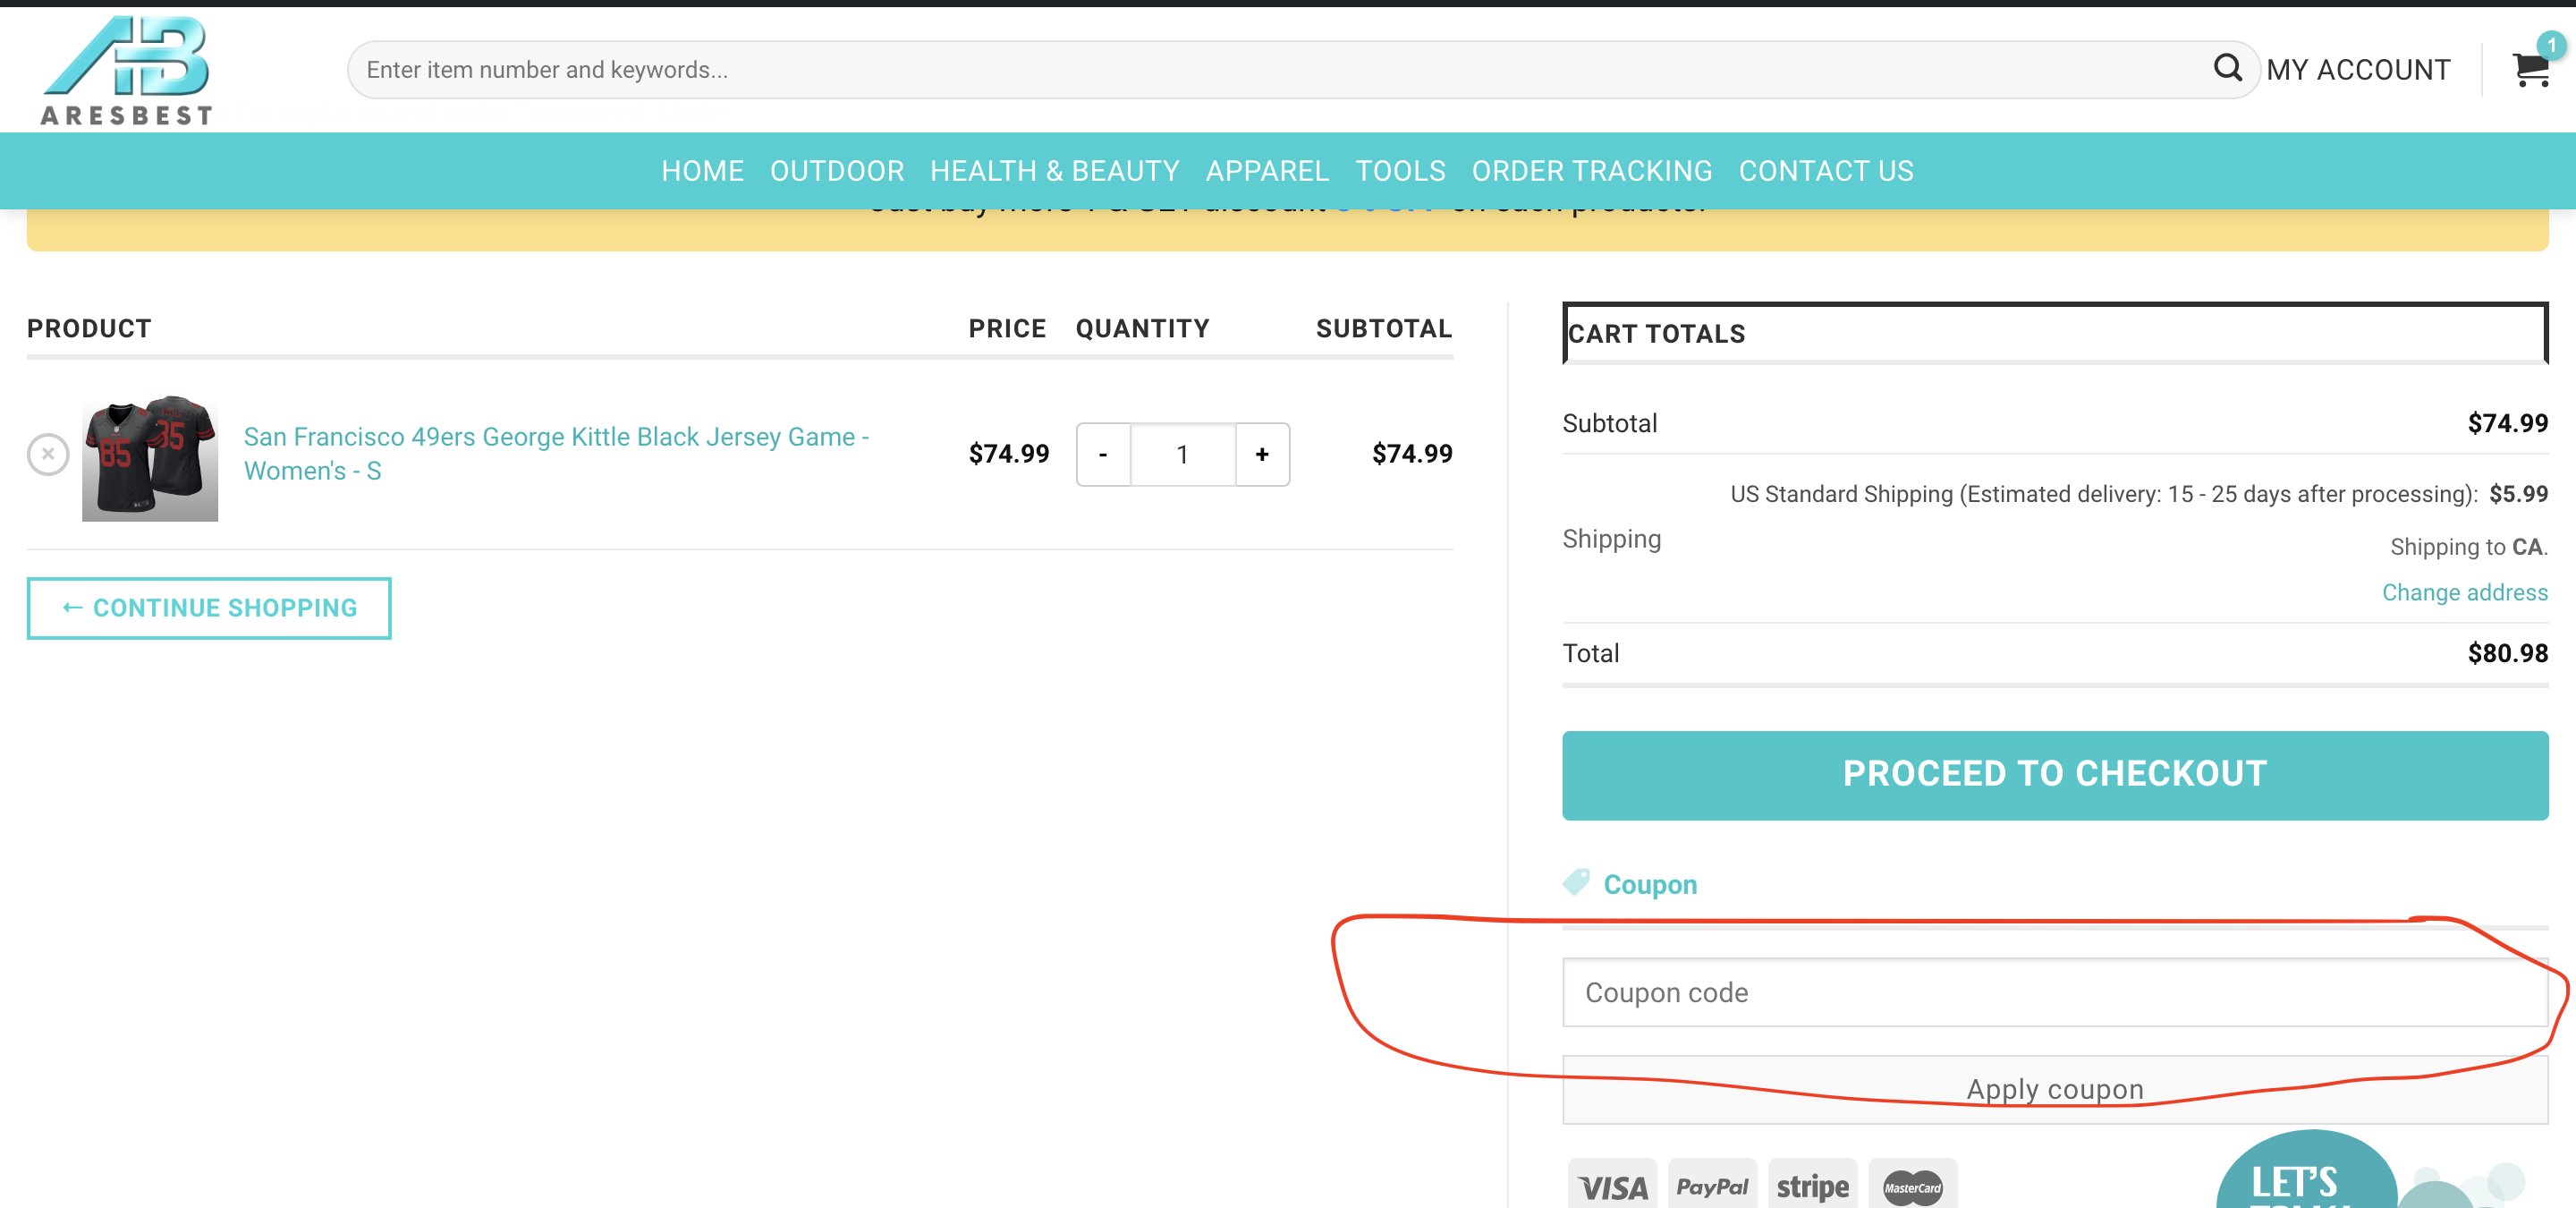 AB
ARESBEST
Enter item number and keywords...
MY ACCOUNT
1
HOME OUTDOOR HEALTH & BEAUTY APPAREL TOOLS ORDER TRACKING CONTACT US
PRODUCT PRICE QUANTITY SUBTOTAL
San Francisco 49ers George Kittle Black Jersey Game -
Women's - S
85
85
$74.99
-
1
+
$74.99
← CONTINUE SHOPPING
CART TOTALS
Subtotal $74.99
US Standard Shipping (Estimated delivery: 15 - 25 days after processing): $5.99
Shipping
Shipping to CA.
Change address
Total $80.98
PROCEED TO CHECKOUT
Coupon
Coupon code
Apply coupon
VISA PayPal stripe MasterCard
LET'S